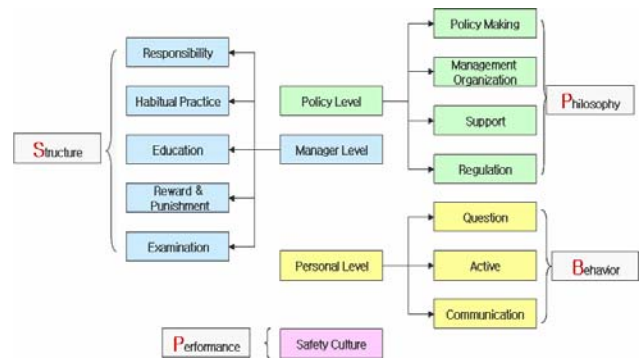 Structure
Responsibility
Habitual Practice
Education
Reward &
Punishment
Examination
Policy Level
Manager Level
Personal Level
Policy Making
Management
Organization
Support
Regulation
Philosophy
Question
Active
Communication
Behavior
Performance
Safety Culture